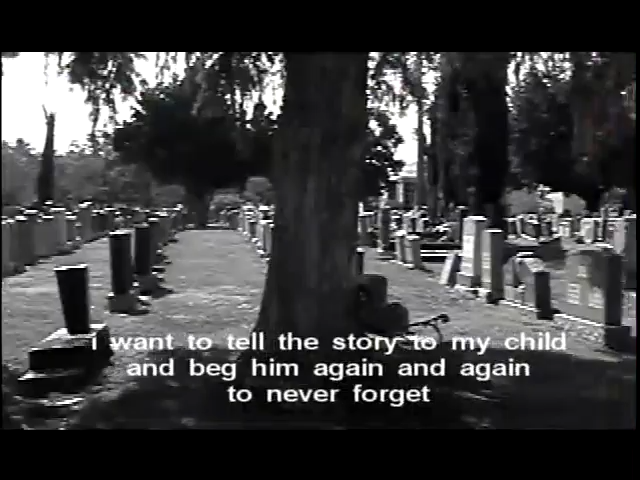 i want to tell the story to my child
and beg him again and again
to never forget